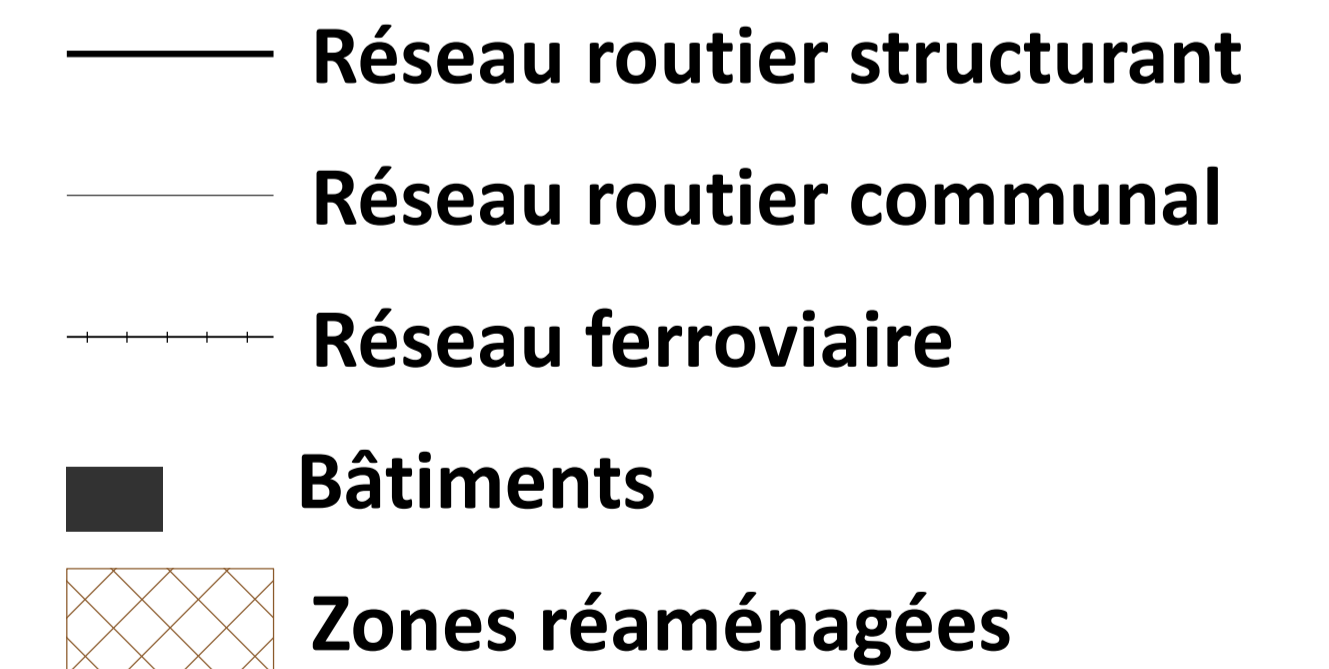 Réseau routier structurant
Réseau routier communal
Réseau ferroviaire
Bâtiments
Zones réaménagées